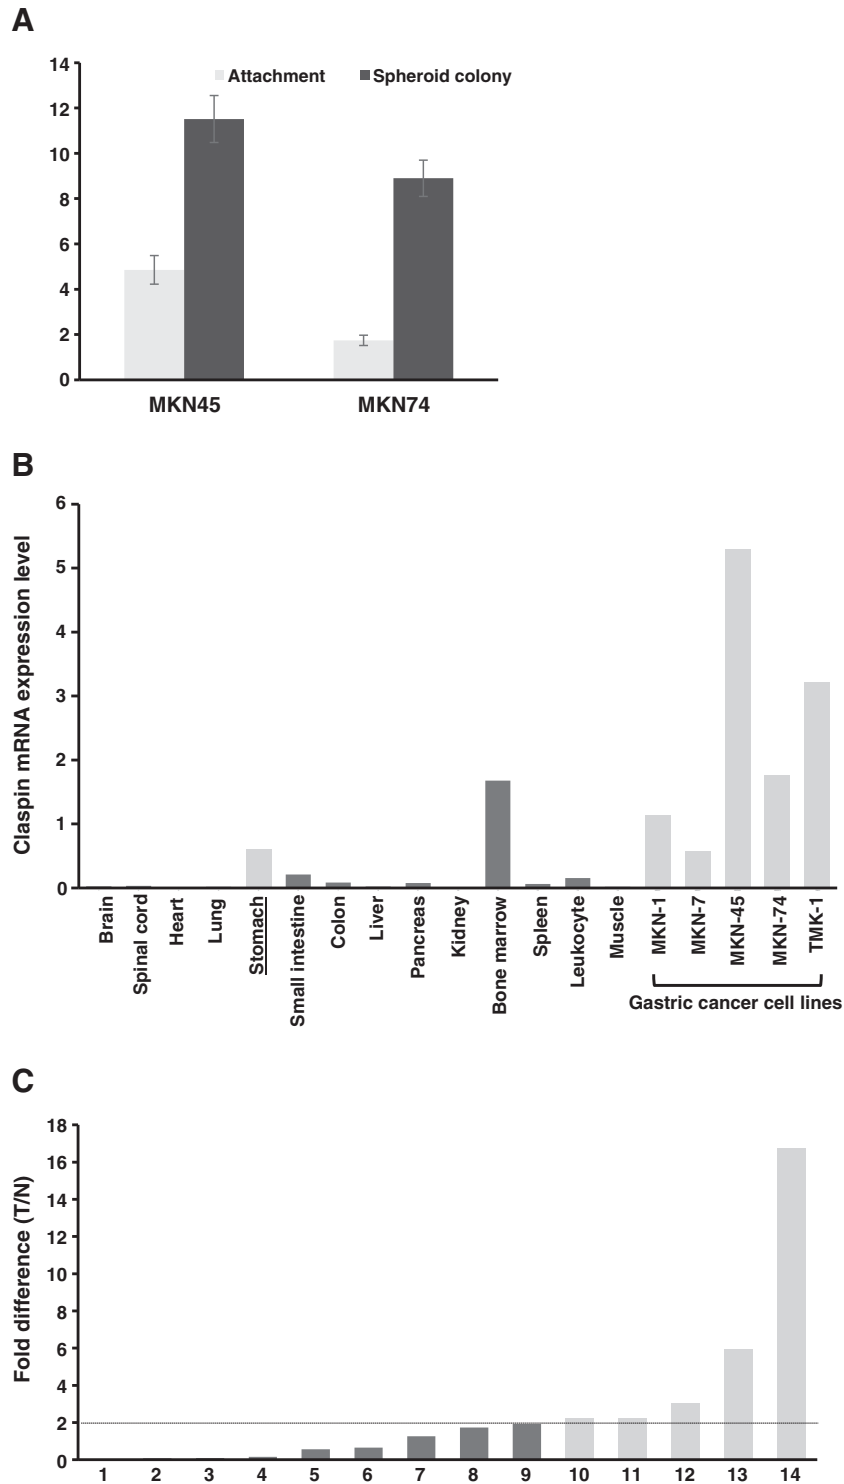 A
14
12
10
8
6
4
2
0
Attachment
Spheroid colony
MKN45
MKN74
B
Claspin mRNA expression level
6
5
4
3
2
1
0
Brain
Spinal cord
Heart
Lung
Stomach
Small intestine
Colon
Liver
Pancreas
Kidney
Bone marrow
Spleen
Leukocyte
Muscle
MKN-1
MKN-7
MKN-45
MKN-74
TMK-1
Gastric cancer cell lines
C
Fold difference (T/N)
18
16
14
12
10
8
6
4
2
0
1 2 3 4 5 6 7 8 9 10 11 12 13 14